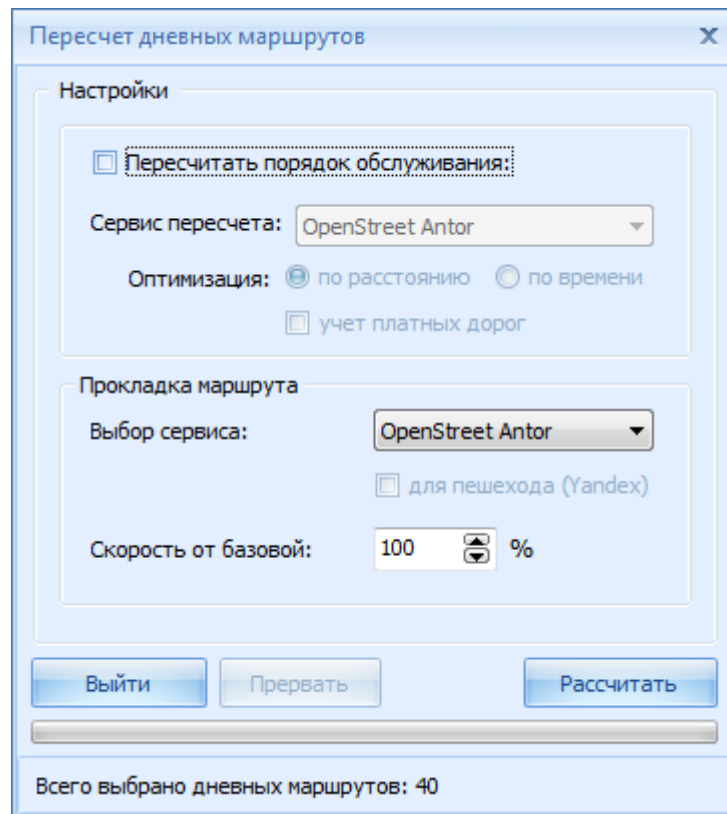 Пересчет дневных маршрутов
Настройки
Пересчитать порядок обслуживания:
Сервис пересчета: OpenStreet Antor
Оптимизация: по расстоянию по времени
учет платных дорог
Прокладка маршрута
Выбор сервиса: OpenStreet Antor
для пешехода (Yandex)
Скорость от базовой: 100 %
Выйти Прервать Рассчитать
Всего выбрано дневных маршрутов: 40